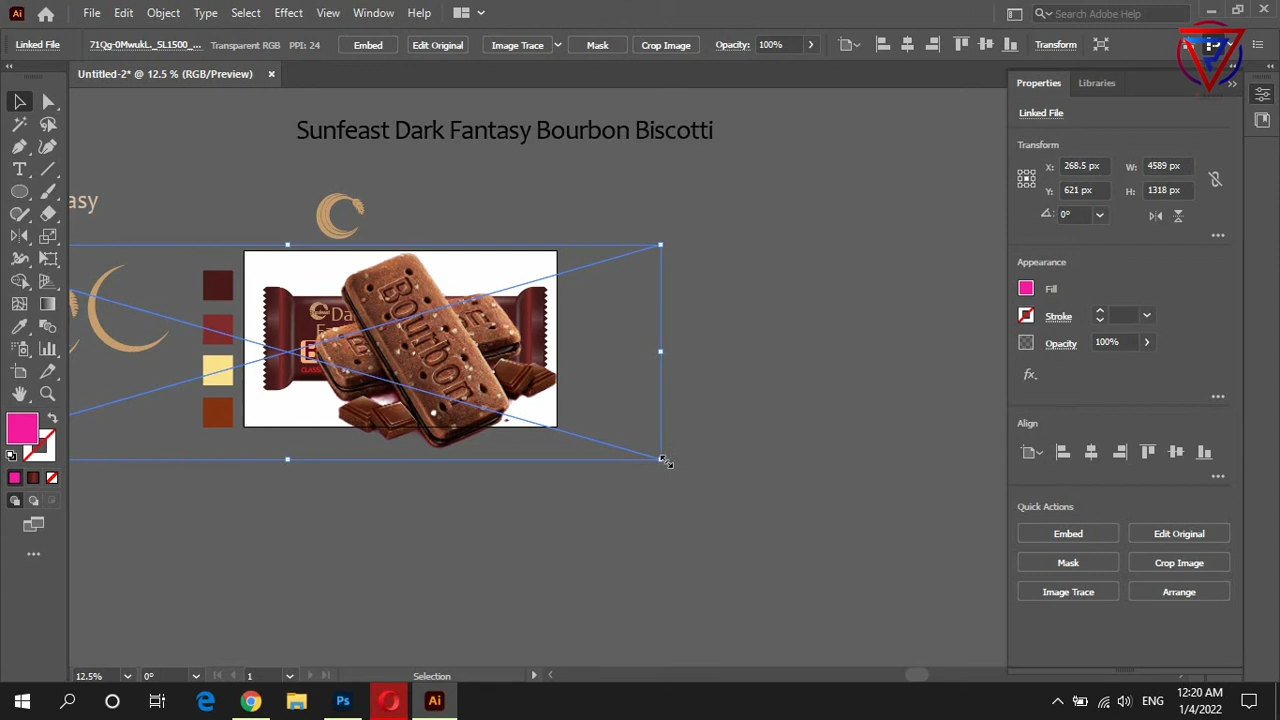 Ai File Edit Object Type Select Effect View Window Help Search Adobe Help
Linked File 71Qg-0MwukL._SL1500_... Transparent RGB PPI: 24 Embed Edit Original Image Trace Mask Crop Image Opacity: 100% Transform
Untitled-2* @ 12.5 % (RGB/Preview)
Properties Libraries
Linked File
Sunfeast Dark Fantasy Bourbon Biscotti
Transform
X: 268.5 px W: 4589 px
Y: 621 px H: 1318 px
0°
asy
Appearance
Fill
Stroke
Opacity 100%
fx.
Bourbon
Align
Quick Actions
Embed Edit Original
Mask Crop Image
Image Trace Arrange
12.5% 0° 1 Selection
Ps Ai ENG 12:20 AM
1/4/2022